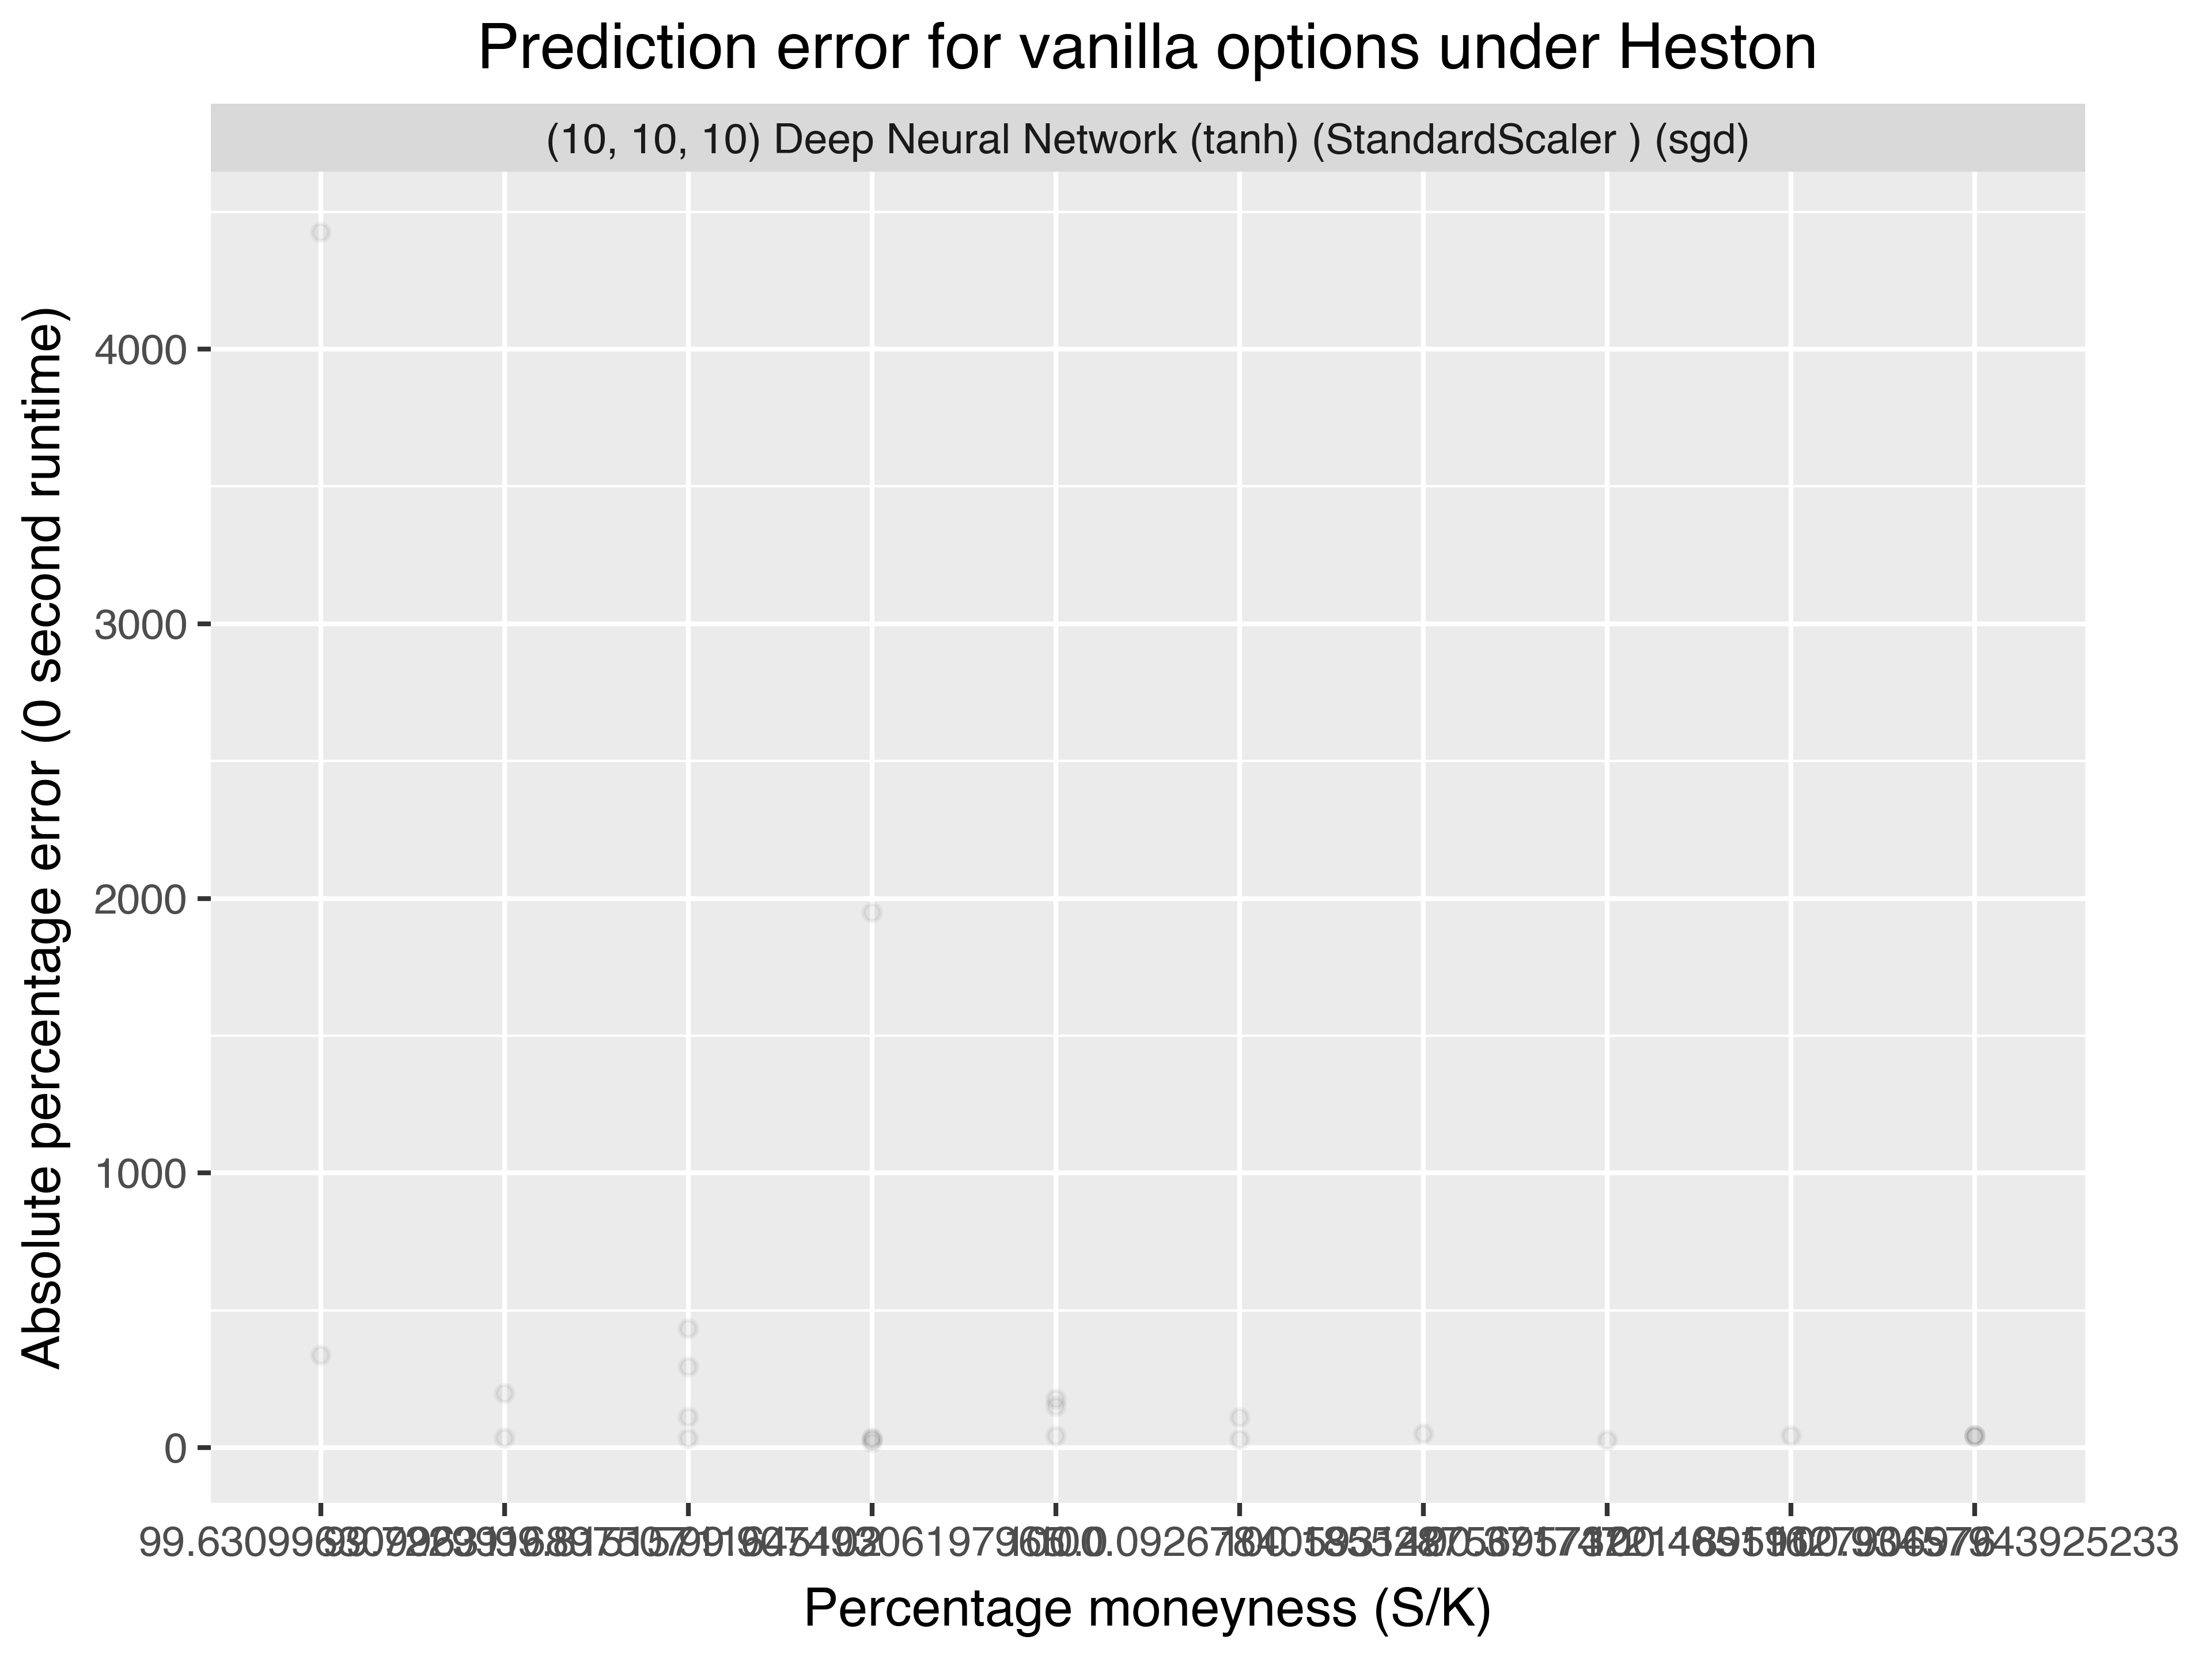 Prediction error for vanilla options under Heston
(10, 10, 10) Deep Neural Network (tanh) (StandardScaler ) (sgd)
Absolute percentage error (0 second runtime)
4000
3000
2000
1000
0
Percentage moneyness (S/K)